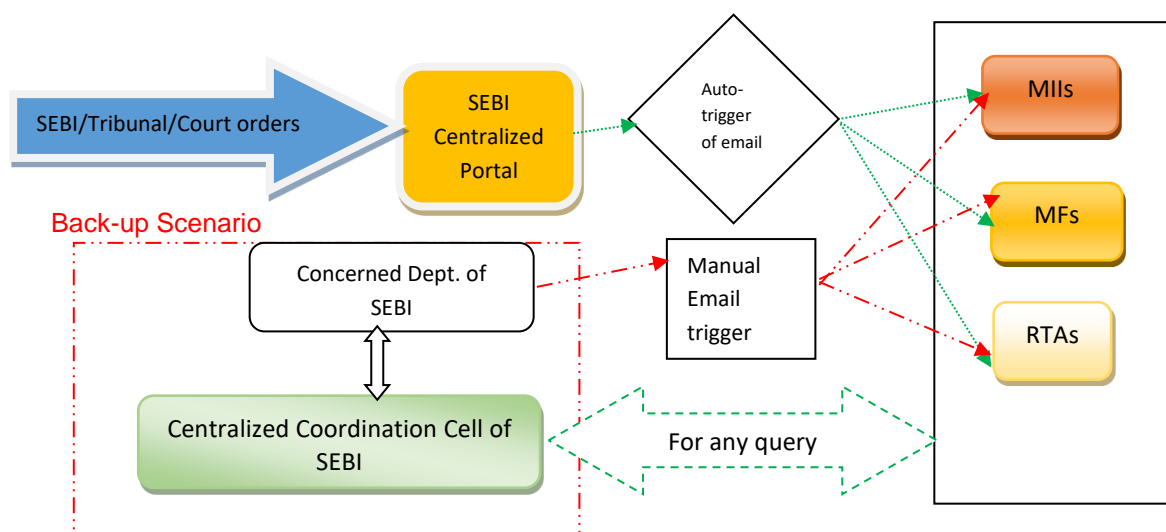 SEBI/Tribunal/Court orders
SEBI
Centralized
Portal
Auto-
trigger
of email
MIIs
MFs
RTAs
Back-up Scenario
Concerned Dept. of
SEBI
Manual
Email
trigger
Centralized Coordination Cell of
SEBI
For any query